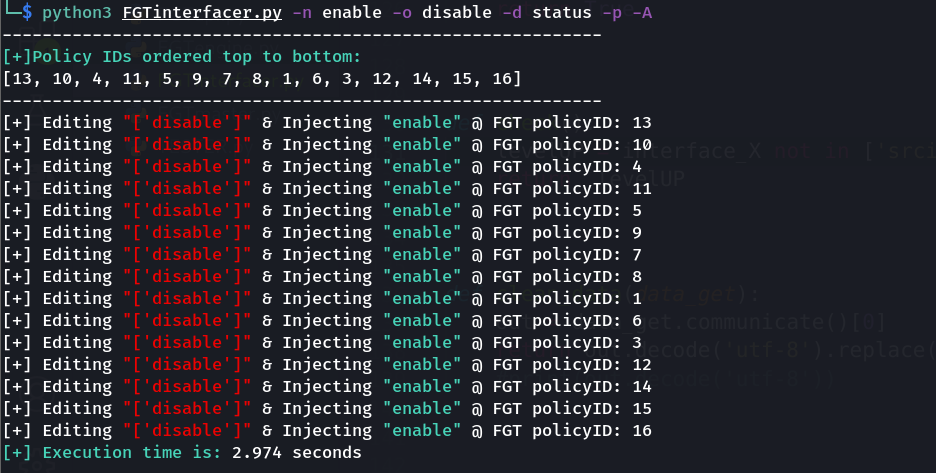 └─$ python3 FGTinterfacer.py -n enable -o disable -d status -p -A
------------------------------------------------------------
[+]Policy IDs ordered top to bottom:
[13, 10, 4, 11, 5, 9, 7, 8, 1, 6, 3, 12, 14, 15, 16]
------------------------------------------------------------
[+] Editing "['disable']" & Injecting "enable" @ FGT policyID: 13
[+] Editing "['disable']" & Injecting "enable" @ FGT policyID: 10
[+] Editing "['disable']" & Injecting "enable" @ FGT policyID: 4
[+] Editing "['disable']" & Injecting "enable" @ FGT policyID: 11
[+] Editing "['disable']" & Injecting "enable" @ FGT policyID: 5
[+] Editing "['disable']" & Injecting "enable" @ FGT policyID: 9
[+] Editing "['disable']" & Injecting "enable" @ FGT policyID: 7
[+] Editing "['disable']" & Injecting "enable" @ FGT policyID: 8
[+] Editing "['disable']" & Injecting "enable" @ FGT policyID: 1
[+] Editing "['disable']" & Injecting "enable" @ FGT policyID: 6
[+] Editing "['disable']" & Injecting "enable" @ FGT policyID: 3
[+] Editing "['disable']" & Injecting "enable" @ FGT policyID: 12
[+] Editing "['disable']" & Injecting "enable" @ FGT policyID: 14
[+] Editing "['disable']" & Injecting "enable" @ FGT policyID: 15
[+] Editing "['disable']" & Injecting "enable" @ FGT policyID: 16
[+] Execution time is: 2.974 seconds